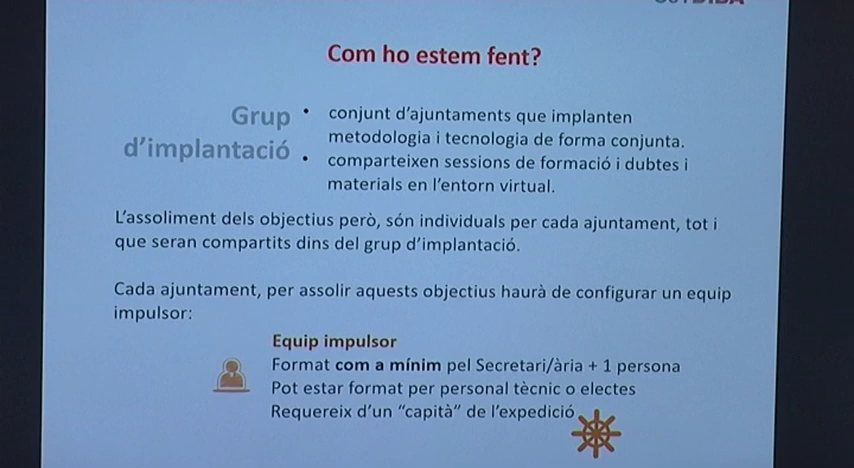 Com ho estem fent?
Grup
d'implantació
• conjunt d'ajuntaments que implanten
metodologia i tecnologia de forma conjunta.
• comparteixen sessions de formació i dubtes i
materials en l'entorn virtual.
L'assoliment dels objectius però, són individuals per cada ajuntament, tot i
que seran compartits dins del grup d'implantació.
Cada ajuntament, per assolir aquests objectius haurà de configurar un equip
impulsor:
Equip impulsor
Format com a mínim pel Secretari/ària + 1 persona
Pot estar format per personal tècnic o electes
Requereix d'un “capità” de l'expedició